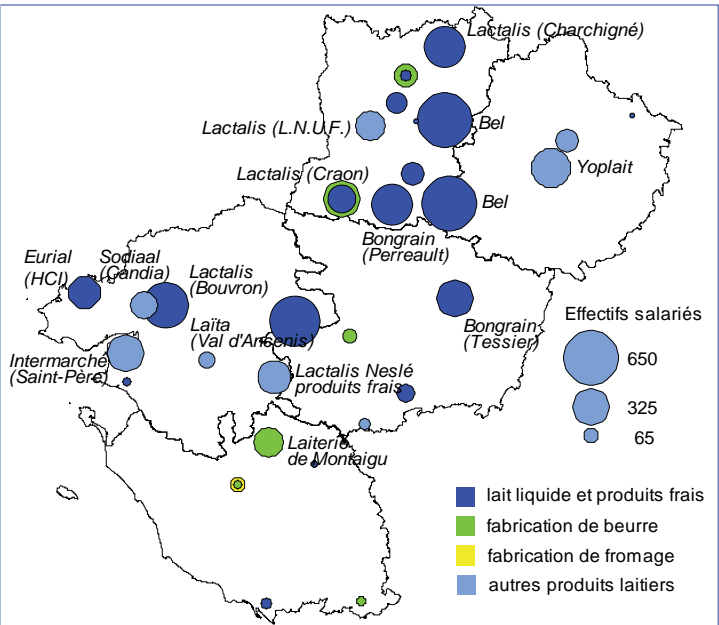 Lactalis (Charchigné)
Lactalis (L.N.U.F.)
Bel
Yoplait
Lactalis (Craon)
Bel
Bongrain
(Perreault)
Eurial
(HCI)
Sodiaal
(Candia)
Lactalis
(Bouvron)
Laïta
(Val d'Ancenis)
Bongrain
(Tessier)
Intermarché
(Saint-Père)
Lactalis Neslé
produits frais
Laiterie
de Montaigu
Effectifs salariés
650
325
65
lait liquide et produits frais
fabrication de beurre
fabrication de fromage
autres produits laitiers